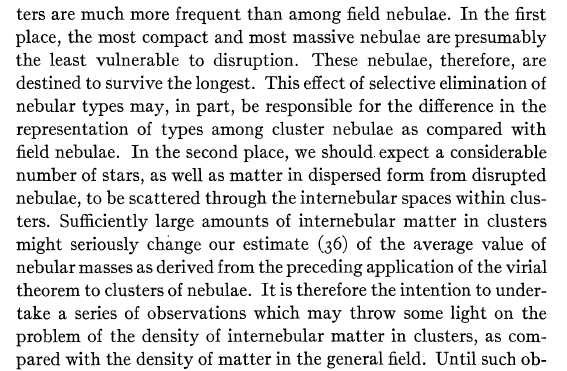 ters are much more frequent than among field nebulae. In the first
place, the most compact and most massive nebulae are presumably
the least vulnerable to disruption. These nebulae, therefore, are
destined to survive the longest. This effect of selective elimination of
nebular types may, in part, be responsible for the difference in the
representation of types among cluster nebulae as compared with
field nebulae. In the second place, we should expect a considerable
number of stars, as well as matter in dispersed form from disrupted
nebulae, to be scattered through the internebular spaces within clus-
ters. Sufficiently large amounts of internebular matter in clusters
might seriously change our estimate (36) of the average value of
nebular masses as derived from the preceding application of the virial
theorem to clusters of nebulae. It is therefore the intention to under-
take a series of observations which may throw some light on the
problem of the density of internebular matter in clusters, as com-
pared with the density of matter in the general field. Until such ob-